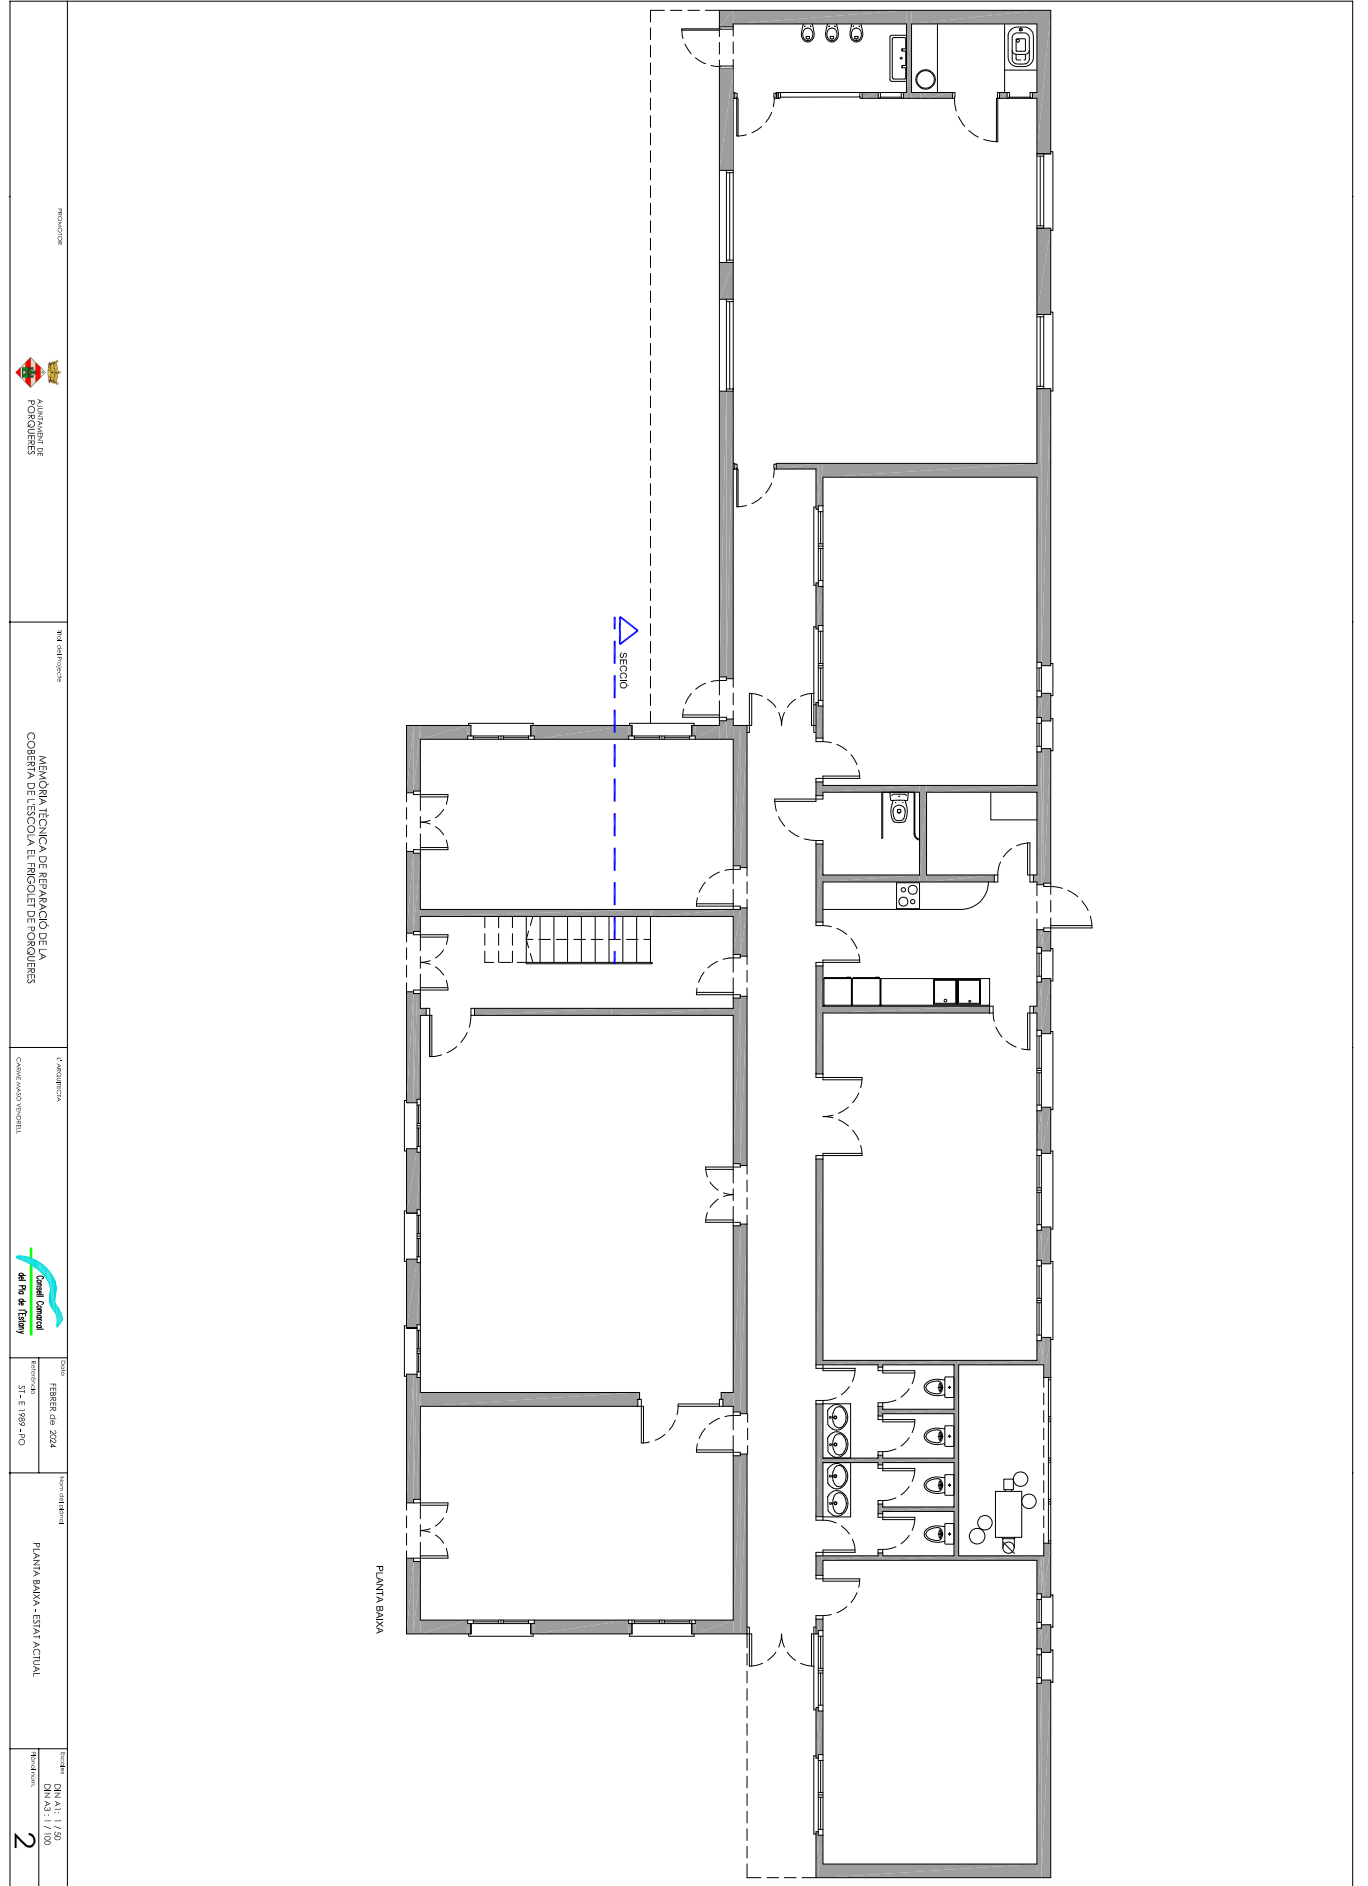 SECCIÓ
PLANTA BAIXA
PROMOTOR
AJUNTAMENT DE
PORQUERES
Títol del Projecte
MEMÒRIA TÈCNICA DE REPARACIÓ DE LA
COBERTA DE L'ESCOLA EL FRIGOLET DE PORQUERES
L' ARQUITECTA
CARME MASO VENDRELL
Consell Comarcal
del Pla de l'Estany
Data
FEBRER de 2024
Referència
ST - E 1989 - PO
Nom del plànol
PLANTA BAIXA - ESTAT ACTUAL
Escales
DIN A1: 1 / 50
DIN A3 : 1 / 100
Plànol núm.
2